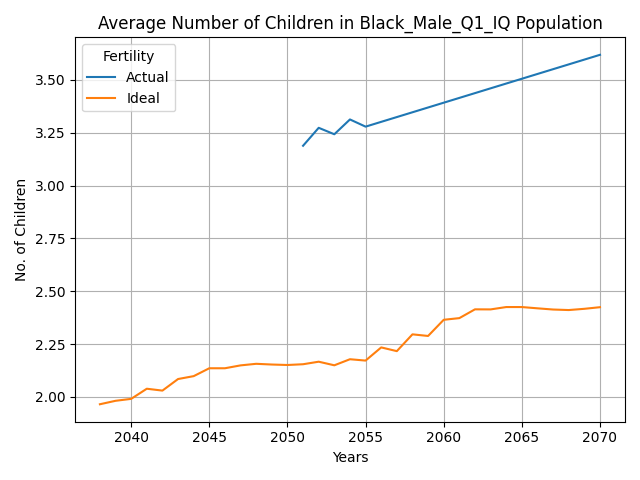 Average Number of Children in Black_Male_Q1_IQ Population
Fertility
Actual
Ideal
No. of Children
3.50
3.25
3.00
2.75
2.50
2.25
2.00
2040 2045 2050 2055 2060 2065 2070
Years